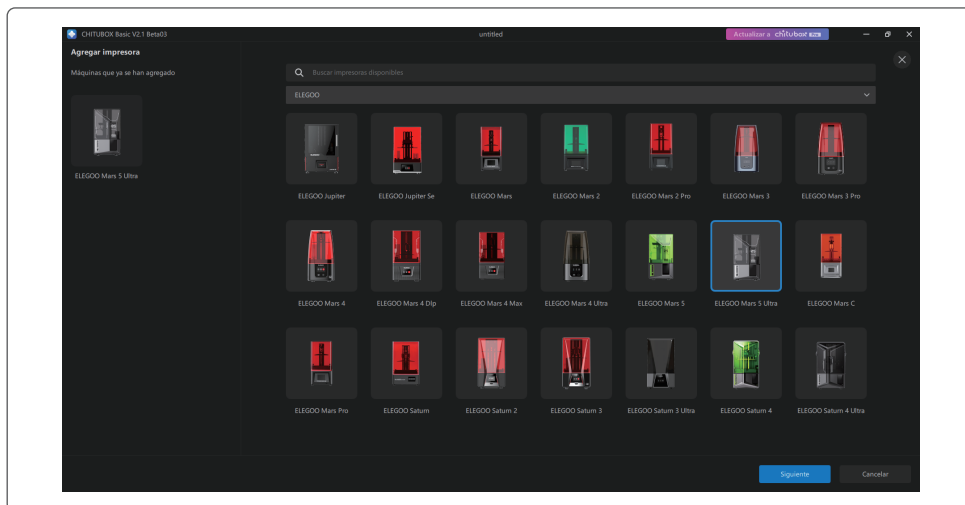 CHITUBOX Basic V2.1 Beta03
untitled
Actualizar a chitubox PRO
Agregar impresora
Máquinas que ya se han agregado
ELEGOO Mars 5 Ultra
Buscar impresoras disponibles
ELEGOO
ELEGOO Jupiter
ELEGOO Jupiter Se
ELEGOO Mars
ELEGOO Mars 2
ELEGOO Mars 2 Pro
ELEGOO Mars 3
ELEGOO Mars 3 Pro
ELEGOO Mars 4
ELEGOO Mars 4 Dlp
ELEGOO Mars 4 Max
ELEGOO Mars 4 Ultra
ELEGOO Mars 5
ELEGOO Mars 5 Ultra
ELEGOO Mars C
ELEGOO Mars Pro
ELEGOO Saturn
ELEGOO Saturn 2
ELEGOO Saturn 3
ELEGOO Saturn 3 Ultra
ELEGOO Saturn 4
ELEGOO Saturn 4 Ultra
Siguiente
Cancelar